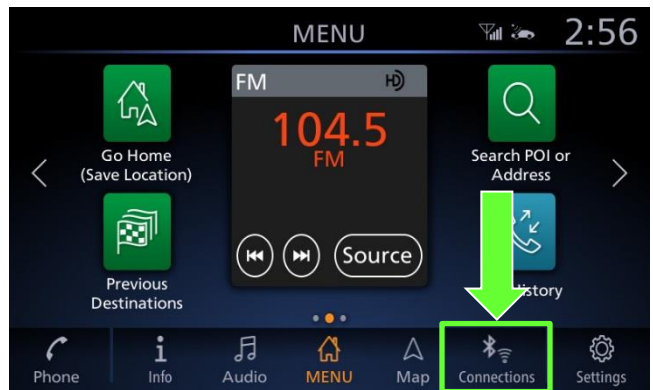 MENU
2:56
FM HD
104.5
FM
Go Home
(Save Location)
Search POI or
Address
Previous
Destinations
Source
Phone
Info
Audio
MENU
Map
Connections
Settings